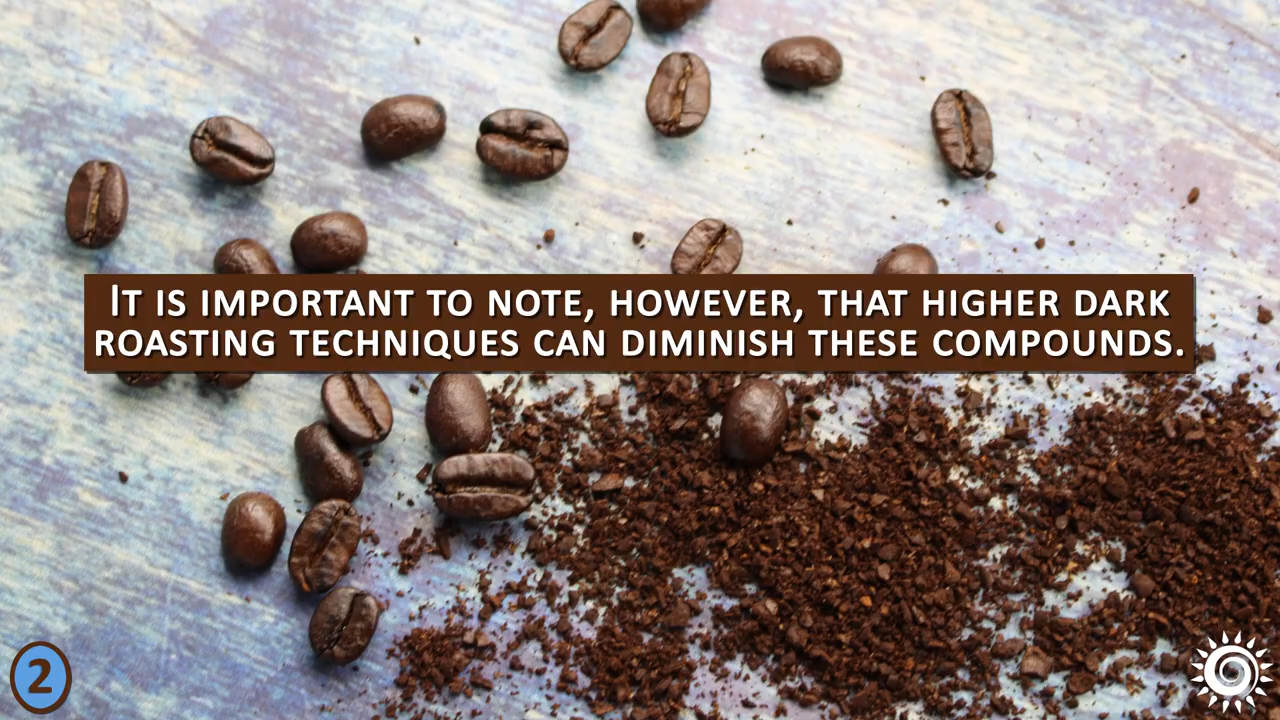 It is important to note, however, that higher dark
roasting techniques can diminish these compounds.
2